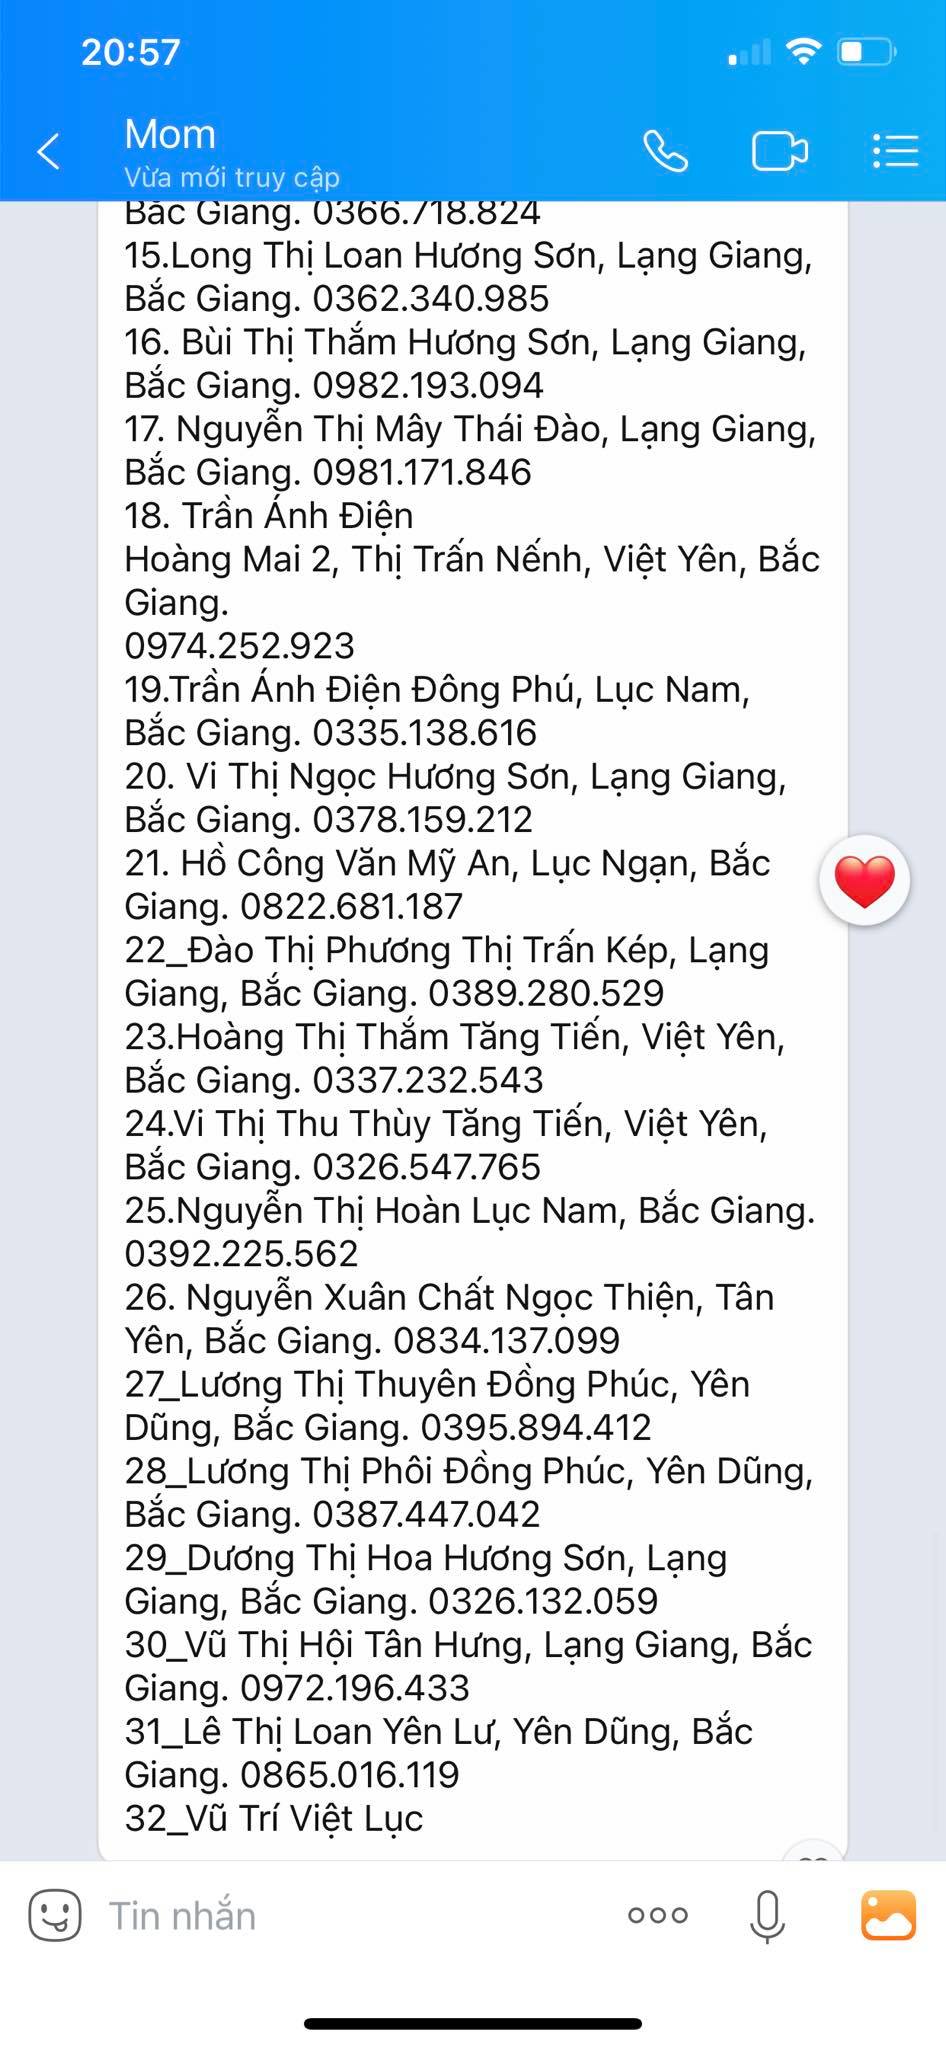 20:57
Mom
Vừa mới truy cập
Bắc Giang. 0366.718.824
15.Long Thị Loan Hương Sơn, Lạng Giang,
Bắc Giang. 0362.340.985
16. Bùi Thị Thắm Hương Sơn, Lạng Giang,
Bắc Giang. 0982.193.094
17. Nguyễn Thị Mây Thái Đào, Lạng Giang,
Bắc Giang. 0981.171.846
18. Trần Ánh Điện
Hoàng Mai 2, Thị Trấn Nếnh, Việt Yên, Bắc
Giang.
0974.252.923
19.Trần Ánh Điện Đông Phú, Lục Nam,
Bắc Giang. 0335.138.616
20. Vi Thị Ngọc Hương Sơn, Lạng Giang,
Bắc Giang. 0378.159.212
21. Hồ Công Văn Mỹ An, Lục Ngạn, Bắc
Giang. 0822.681.187
22_Đào Thị Phương Thị Trấn Kép, Lạng
Giang, Bắc Giang. 0389.280.529
23.Hoàng Thị Thắm Tăng Tiến, Việt Yên,
Bắc Giang. 0337.232.543
24.Vi Thị Thu Thùy Tăng Tiến, Việt Yên,
Bắc Giang. 0326.547.765
25.Nguyễn Thị Hoàn Lục Nam, Bắc Giang.
0392.225.562
26. Nguyễn Xuân Chất Ngọc Thiện, Tân
Yên, Bắc Giang. 0834.137.099
27_Lương Thị Thuyên Đồng Phúc, Yên
Dũng, Bắc Giang. 0395.894.412
28_Lương Thị Phôi Đồng Phúc, Yên Dũng,
Bắc Giang. 0387.447.042
29_Dương Thị Hoa Hương Sơn, Lạng
Giang, Bắc Giang. 0326.132.059
30_Vũ Thị Hội Tân Hưng, Lạng Giang, Bắc
Giang. 0972.196.433
31_Lê Thị Loan Yên Lư, Yên Dũng, Bắc
Giang. 0865.016.119
32_Vũ Trí Việt Lục
Tin nhắn